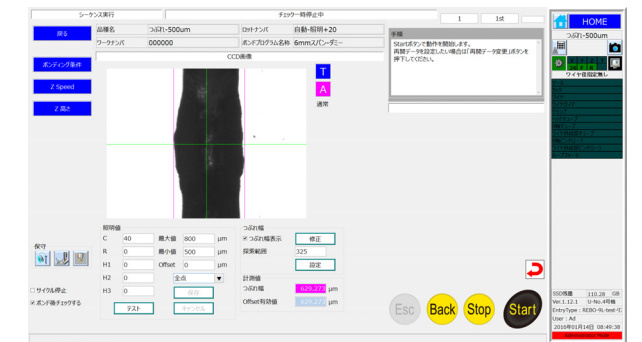 シーケンス実行
チェック一時停止中
1
1st
HOME
戻る
品種名
つぶれ-500um
ロットナンバ
自動-照明+20
ワークナンバ
000000
ボンドプログラム名称
6mmスパンダミー
手順
Startボタンで動作を開始します。
再開データを設定したい場合は「再開データ変更」ボタンを
押下してください。
つぶれ-500um
ワイヤ径指定無し
CCD画像
ボンディング条件
Z Speed
Z 高さ
T
A
通常
照明値
C
40
最大値
800
μm
R
0
最小値
500
μm
H1
0
Offset
0
μm
H2
0
全点
H3
0
保存
テスト
キャンセル
つぶれ幅
つぶれ幅表示
修正
探索範囲
325
設定
計測値
つぶれ幅
629.273
μm
Offset有効値
629.273
μm
保守
サイクル停止
ボンド後チェックする
Esc
Back
Stop
Start
SSD残量
110.28
GB
Ver.1.12.1
U-No.4号機
EntryType : REBO-9L-test-リ
User : Ad
2016年01月14日 08:49:38